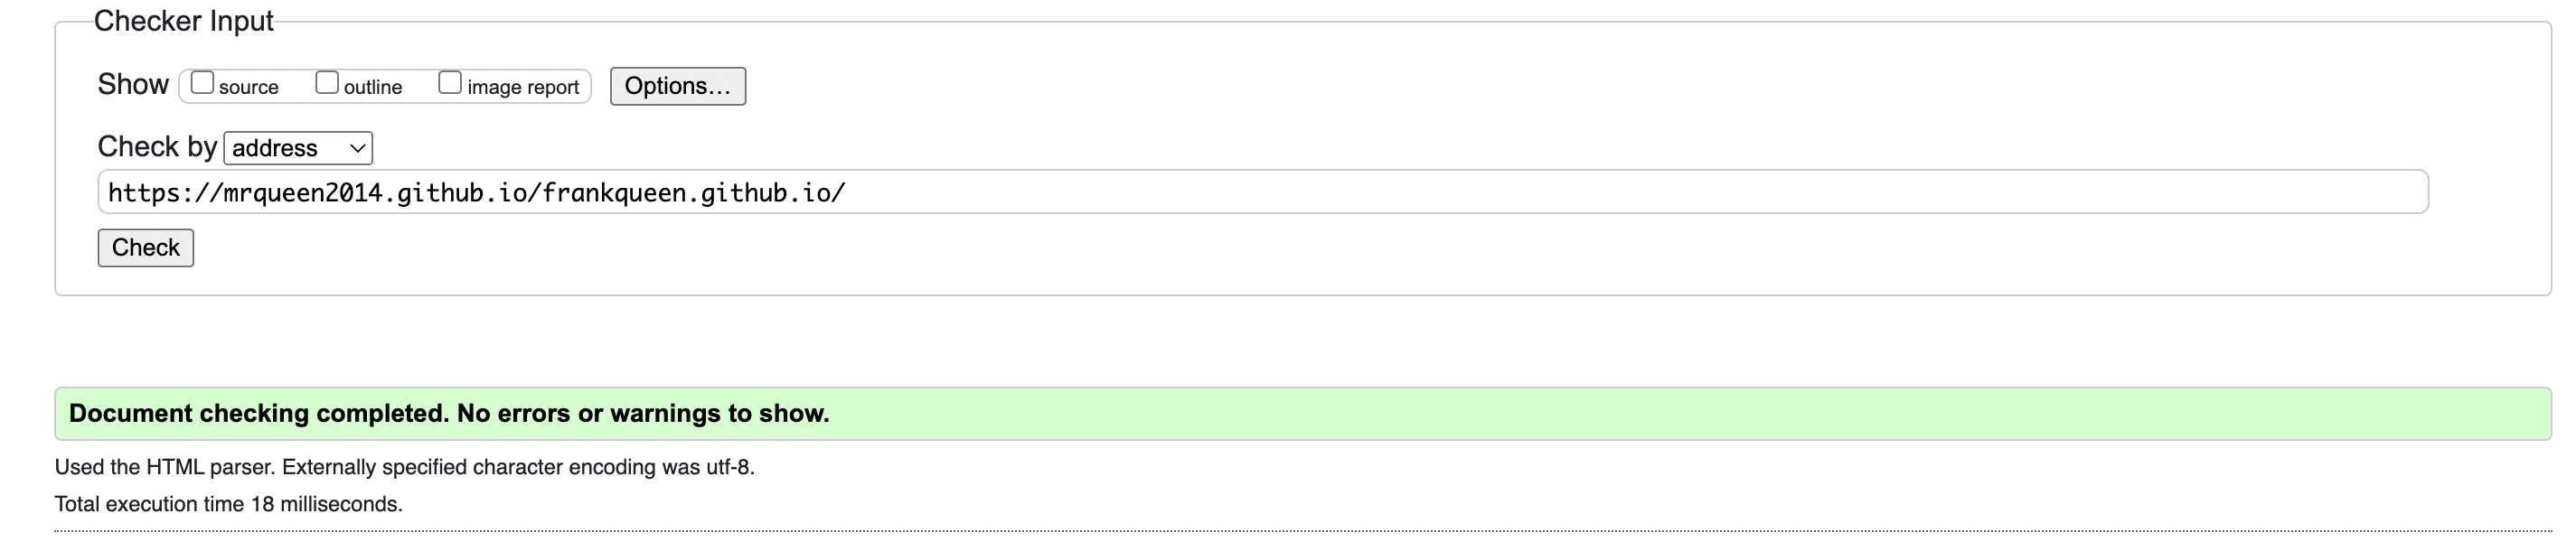 Checker Input
Show source outline image report Options...
Check by address
https://mrqueen2014.github.io/frankqueen.github.io/
Check
Document checking completed. No errors or warnings to show.
Used the HTML parser. Externally specified character encoding was utf-8.
Total execution time 18 milliseconds.